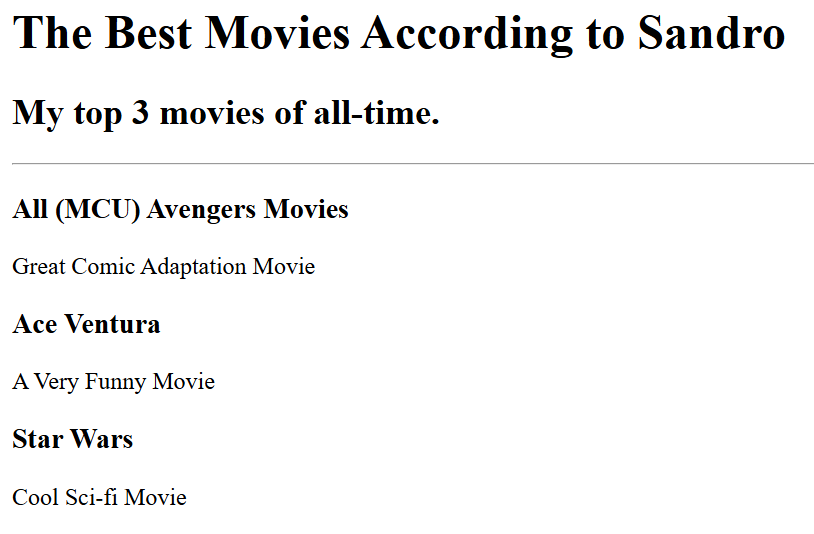 The Best Movies According to Sandro
My top 3 movies of all-time.
All (MCU) Avengers Movies
Great Comic Adaptation Movie
Ace Ventura
A Very Funny Movie
Star Wars
Cool Sci-fi Movie